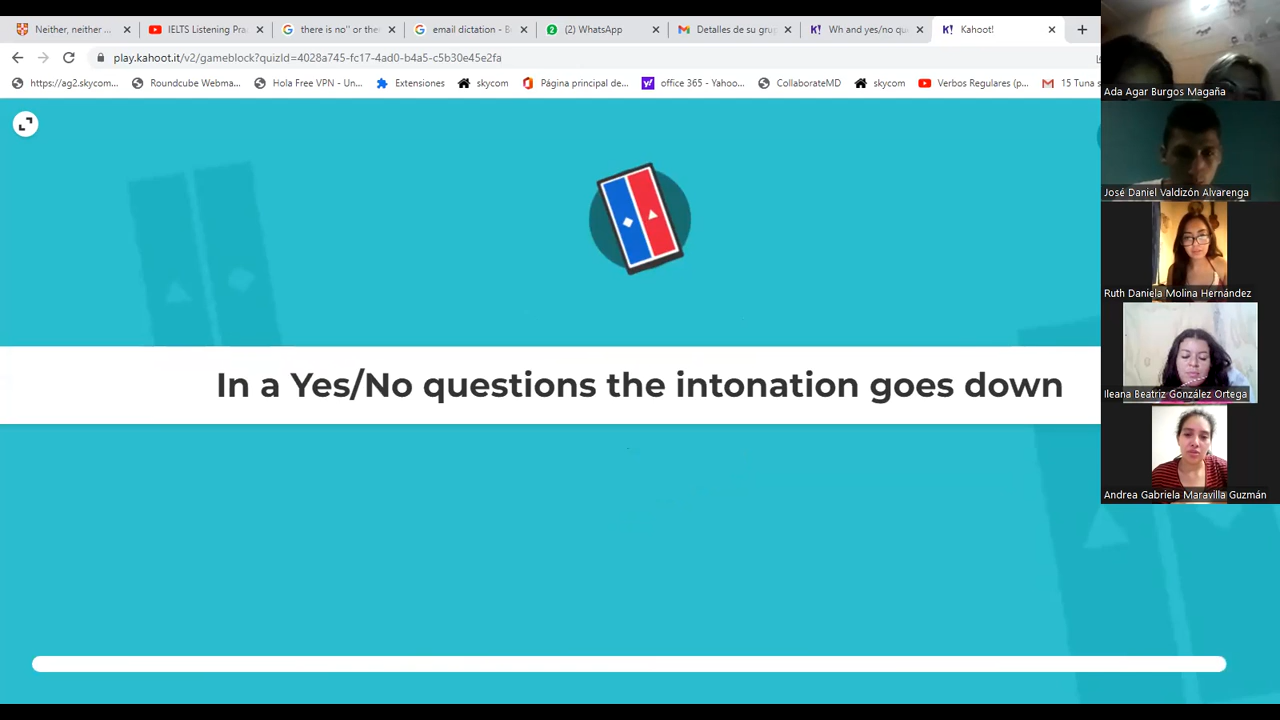 Neither, neither ...
IELTS Listening Pra
there is no'' or thei
email dictation - B
2
(2) WhatsApp
Detalles de su gru
K!
Wh and yes/no qu
K!
Kahoot!
play.kahoot.it/v2/gameblock?quizId=4028a745-fc17-4adc-b4a5-c5b30e45e2fa
https://ag2.skycom...
Roundcube Webma...
Hola Free VPN - Un...
Extensiones
skycom
Página principal de...
office 365 - Yahoo...
CollaborateMD
skycom
Verbos Regulares (p...
15 Tuna s
In a Yes/No questions the intonation goes down
Ada Agar Burgos Magaña
José Daniel Valdizón Alvarenga
Ruth Daniela Molina Hernández
Ileana Beatriz González Ortega
Andrea Gabriela Maravilla Guzmán